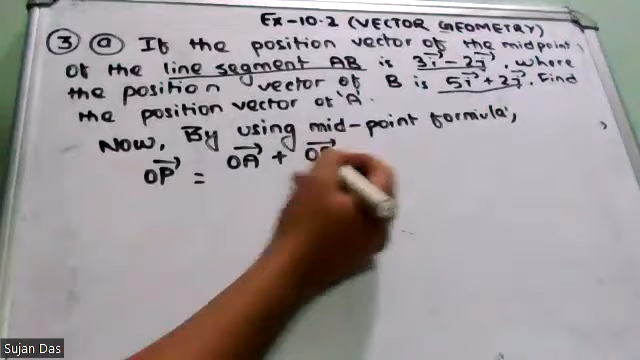 Ex-10.2 (VECTOR GEOMETRY)
③ ⓐ If the position vector of the midpoint
of the line segment AB is 3i⃗ - 2j⃗, where
the position vector of B is 5i⃗ + 2j⃗. Find
the position vector of 'A'.
Now, By using mid-point formula,
OP⃗ = OA⃗ +
Sujan Das